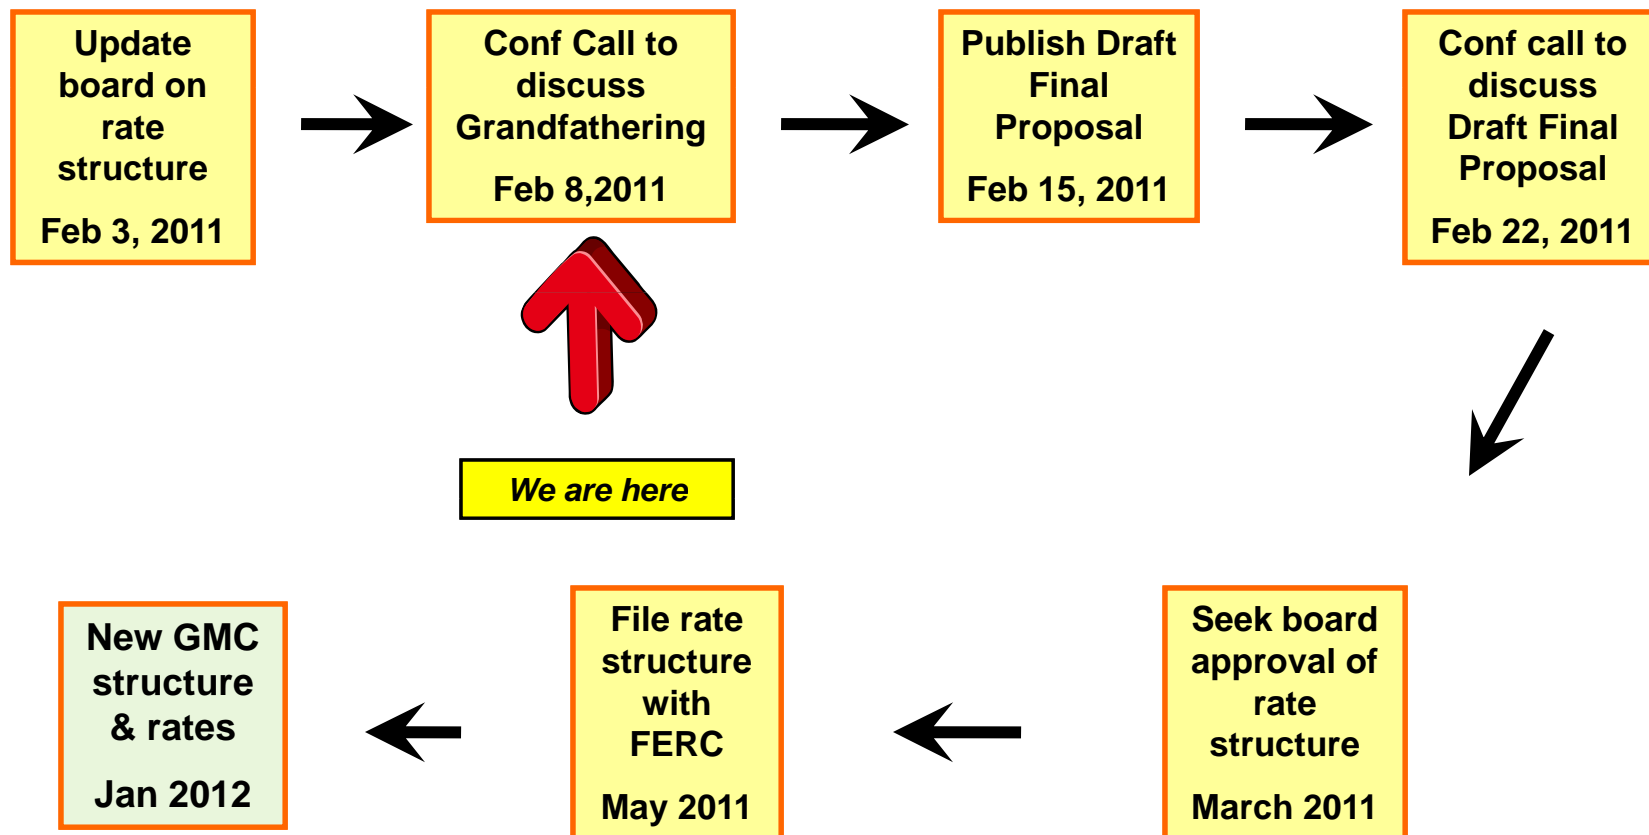 Update
board on
rate
structure
Feb 3, 2011
Conf Call to
discuss
Grandfathering
Feb 8,2011
Publish Draft
Final
Proposal
Feb 15, 2011
Conf call to
discuss
Draft Final
Proposal
Feb 22, 2011
We are here
Seek board
approval of
rate
structure
March 2011
File rate
structure
with
FERC
May 2011
New GMC
structure
& rates
Jan 2012